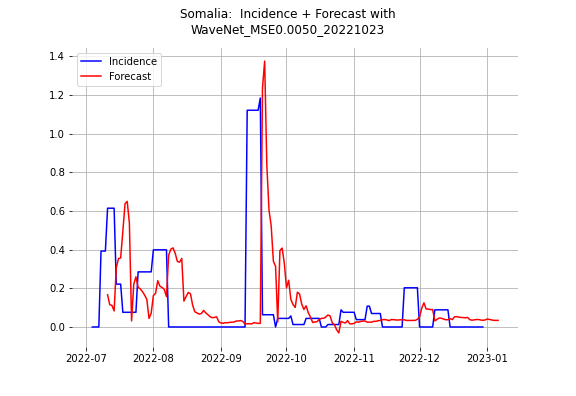 Somalia:  Incidence + Forecast with
WaveNet_MSE0.0050_20221023
Incidence
Forecast
1.4
1.2
1.0
0.8
0.6
0.4
0.2
0.0
2022-07 2022-08 2022-09 2022-10 2022-11 2022-12 2023-01